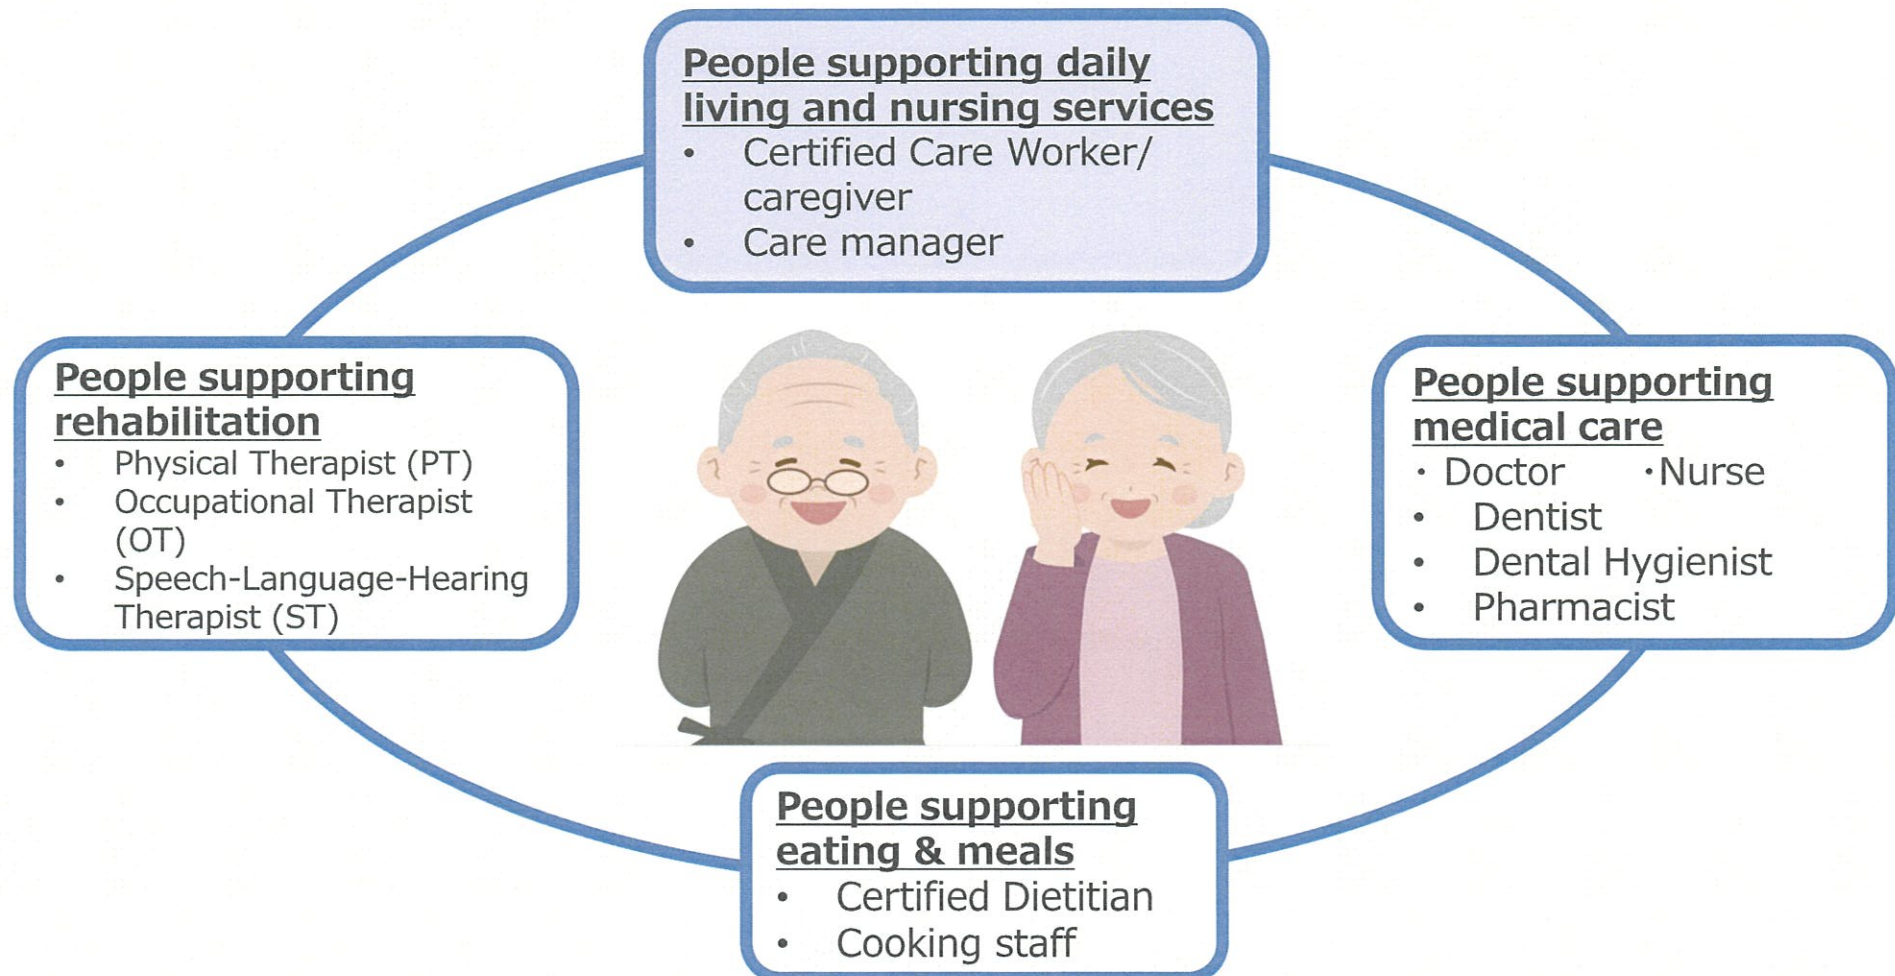 People supporting daily
living and nursing services
• Certified Care Worker/
caregiver
• Care manager
People supporting
rehabilitation
• Physical Therapist (PT)
• Occupational Therapist
(OT)
• Speech-Language-Hearing
Therapist (ST)
People supporting
medical care
・Doctor ・Nurse
• Dentist
• Dental Hygienist
• Pharmacist
People supporting
eating & meals
• Certified Dietitian
• Cooking staff